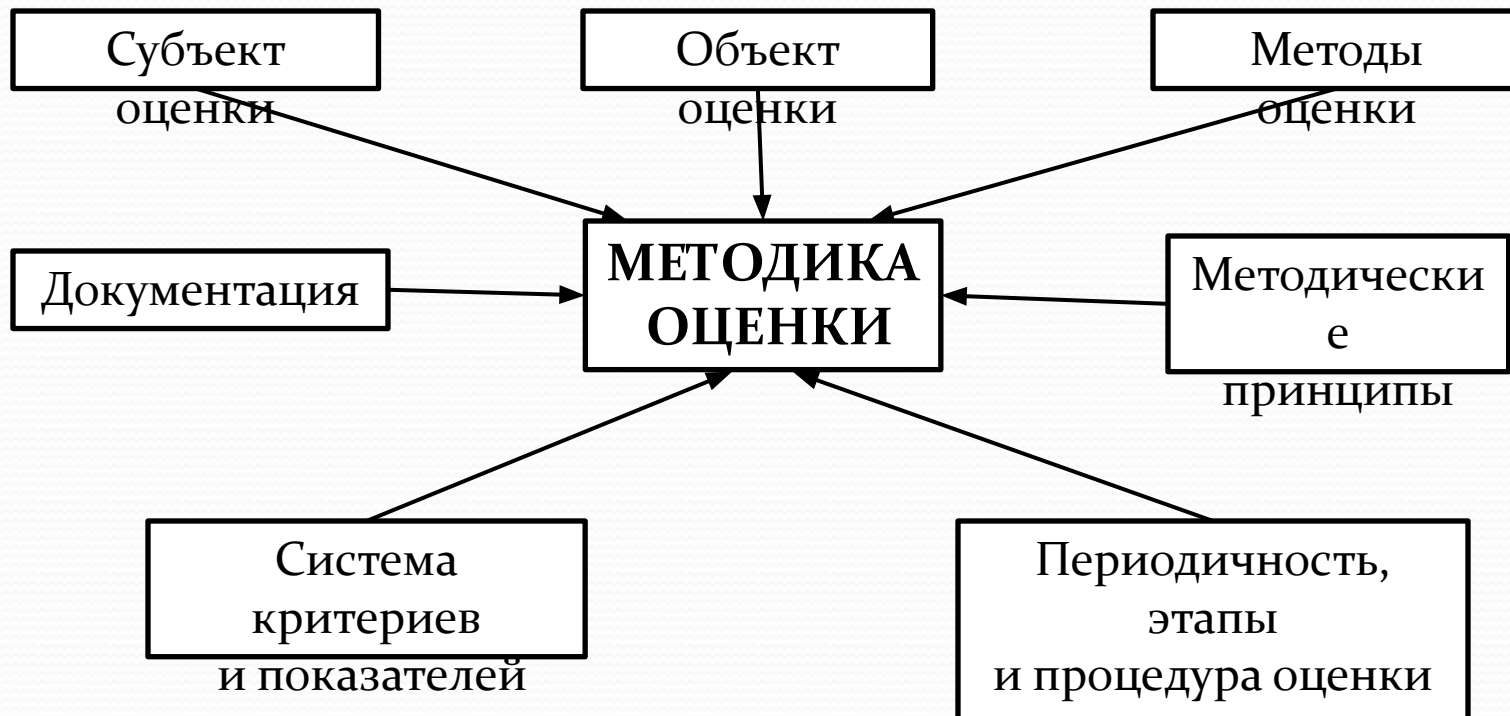 Субъект
оценки
Объект
оценки
Методы
оценки
Документация
МЕТОДИКА
ОЦЕНКИ
Методически
е
принципы
Система
критериев
и показателей
Периодичность,
этапы
и процедура оценки